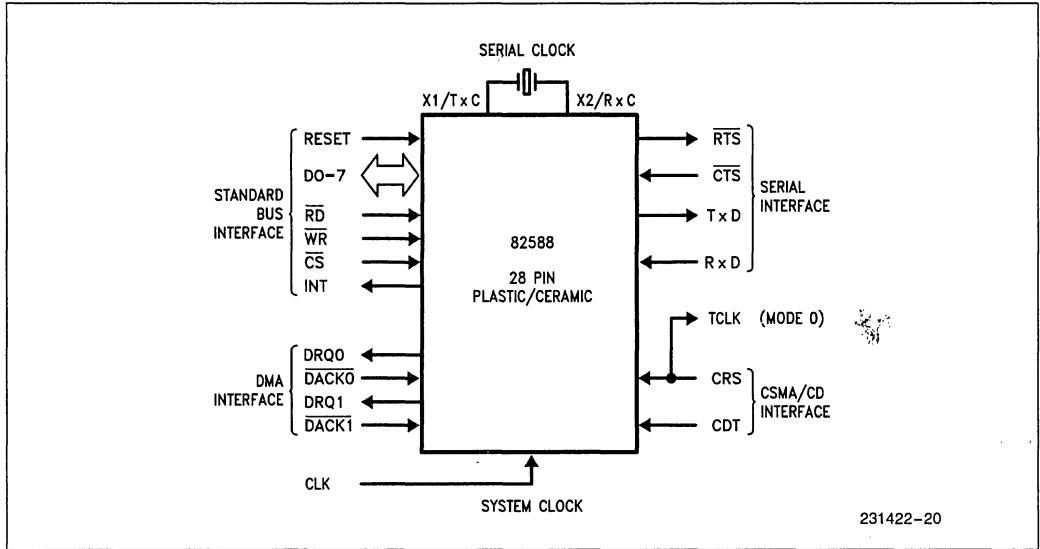 SERIAL CLOCK
X1/TxC
X2/RxC
STANDARD
BUS
INTERFACE
RESET
DO-7
RD
WR
CS
INT
82588
28 PIN
PLASTIC/CERAMIC
RTS
CTS
TxD
RxD
SERIAL
INTERFACE
TCLK (MODE 0)
DMA
INTERFACE
DRQ0
DACK0
DRQ1
DACK1
CRS
CDT
CSMA/CD
INTERFACE
CLK
SYSTEM CLOCK
231422-20